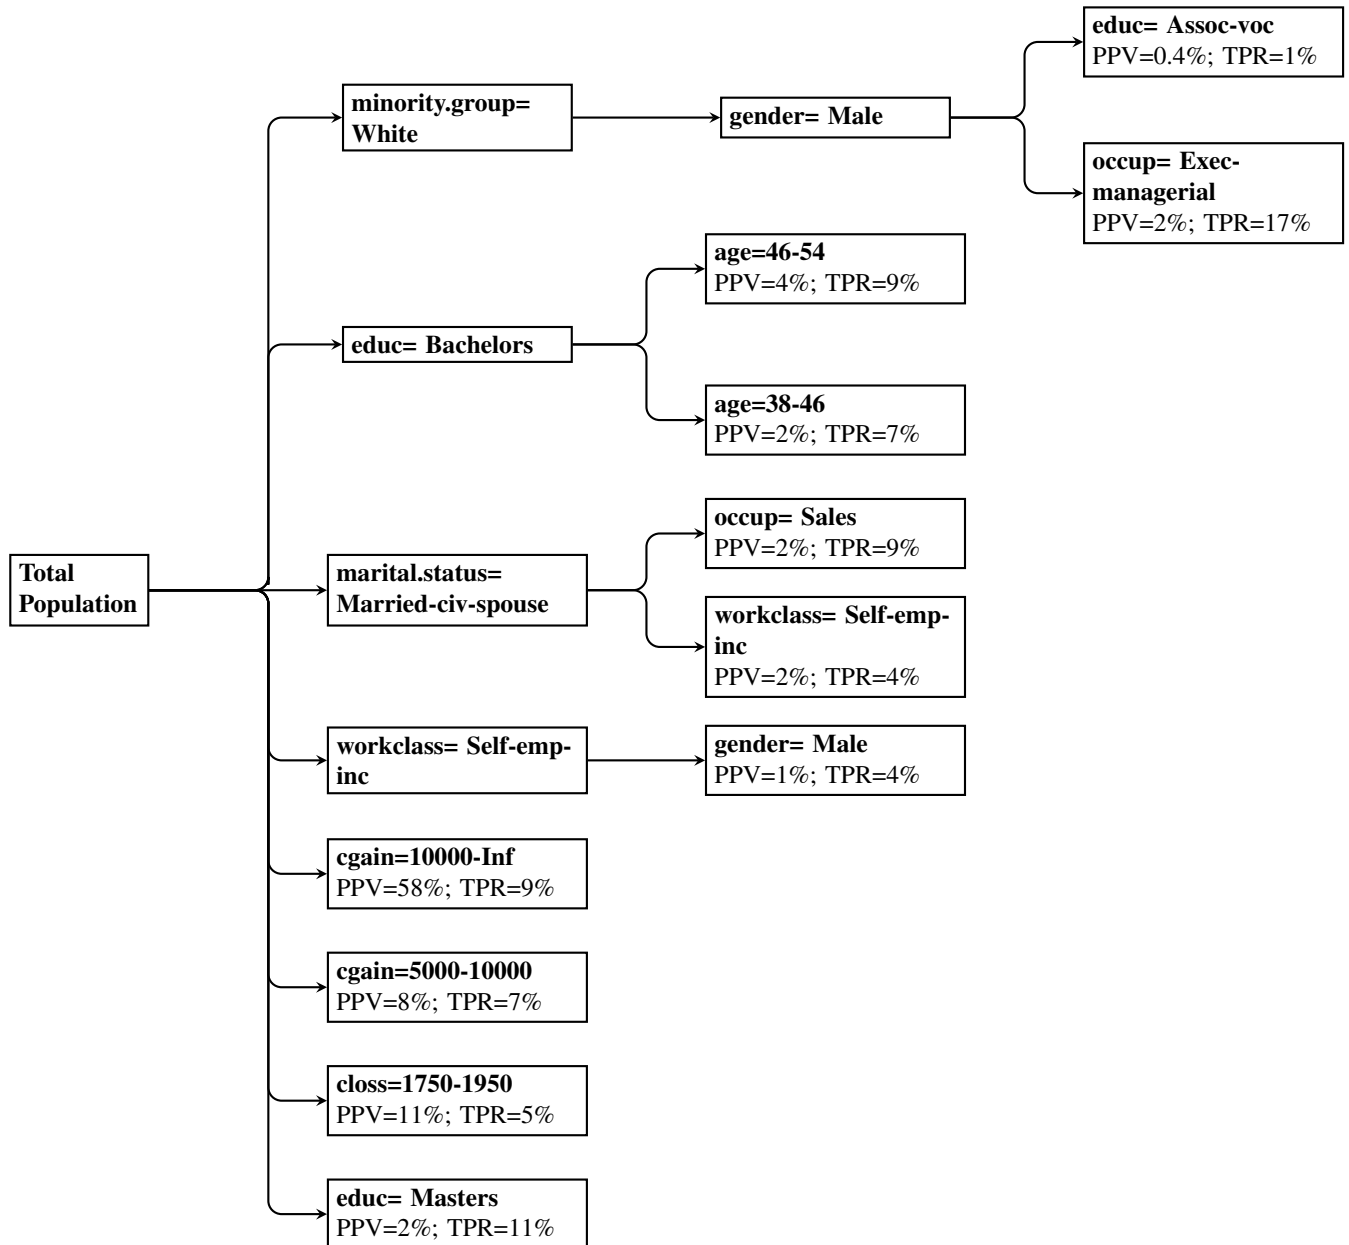 educ= Assoc-voc
PPV=0.4%; TPR=1%
minority.group=
White
gender= Male
occup= Exec-
managerial
PPV=2%; TPR=17%
age=46-54
PPV=4%; TPR=9%
educ= Bachelors
age=38-46
PPV=2%; TPR=7%
occup= Sales
PPV=2%; TPR=9%
Total
Population
marital.status=
Married-civ-spouse
workclass= Self-emp-
inc
PPV=2%; TPR=4%
workclass= Self-emp-
inc
gender= Male
PPV=1%; TPR=4%
cgain=10000-Inf
PPV=58%; TPR=9%
cgain=5000-10000
PPV=8%; TPR=7%
closs=1750-1950
PPV=11%; TPR=5%
educ= Masters
PPV=2%; TPR=11%